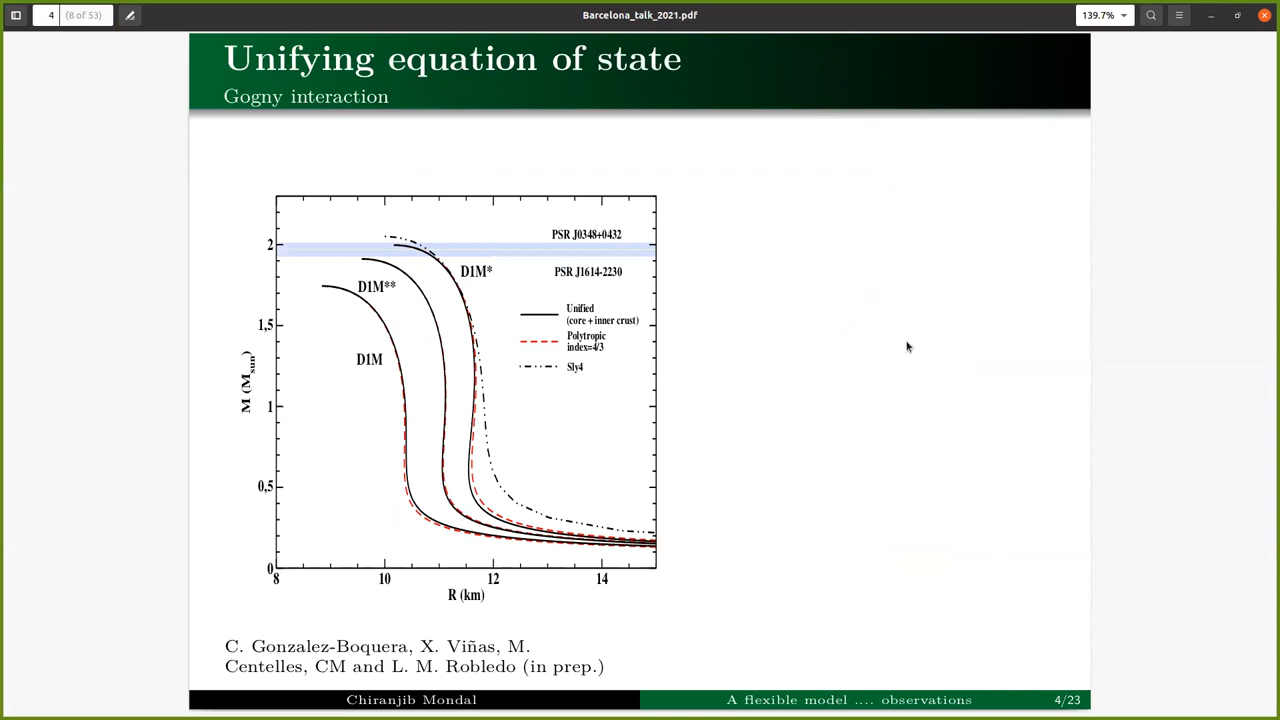 4 (8 of 53)
Barcelona_talk_2021.pdf
139.7%
Unifying equation of state
Gogny interaction
PSR J0348+0432
2
D1M*
PSR J1614-2230
D1M**
Unified
(core + inner crust)
1,5
Polytropic
index=4/3
D1M
Sly4
M (Msun)
1
0,5
0
8
10
12
14
R (km)
C. Gonzalez-Boquera, X. Viñas, M.
Centelles, CM and L. M. Robledo (in prep.)
Chiranjib Mondal
A flexible model .... observations
4/23